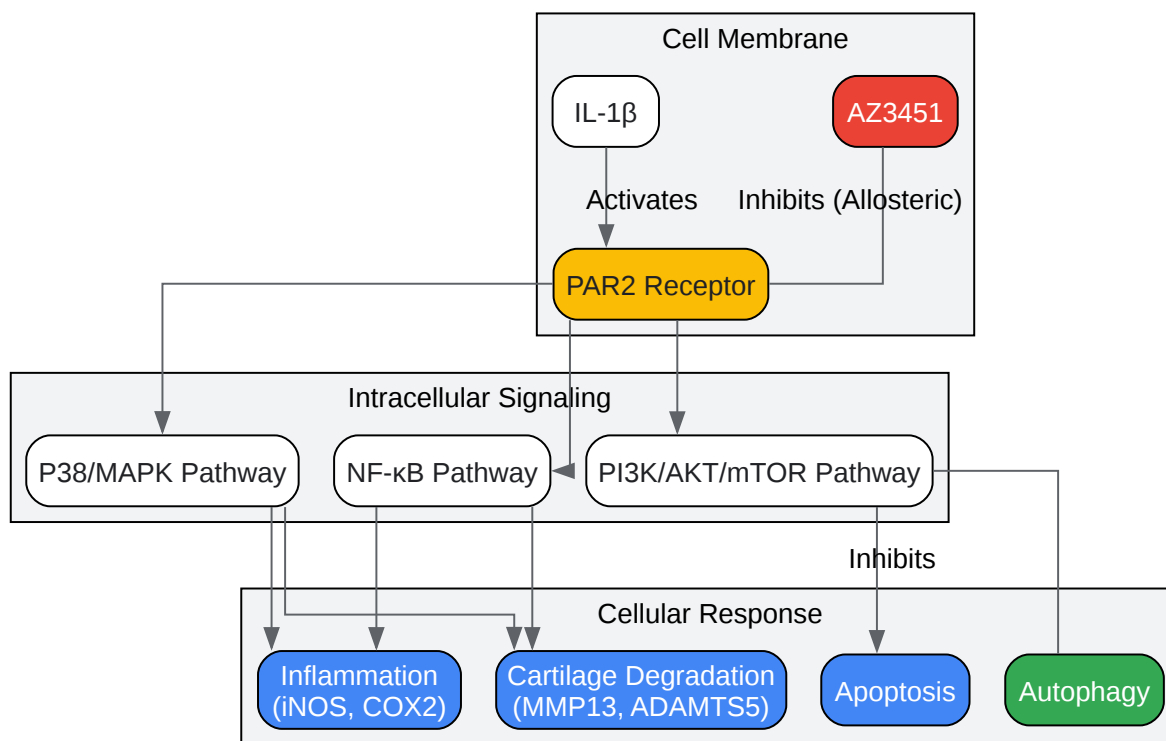 Cell Membrane
IL-1β
AZ3451
Activates
Inhibits (Allosteric)
PAR2 Receptor
Intracellular Signaling
P38/MAPK Pathway
NF-κB Pathway
PI3K/AKT/mTOR Pathway
Inhibits
Cellular Response
Inflammation
(iNOS, COX2)
Cartilage Degradation
(MMP13, ADAMTS5)
Apoptosis
Autophagy